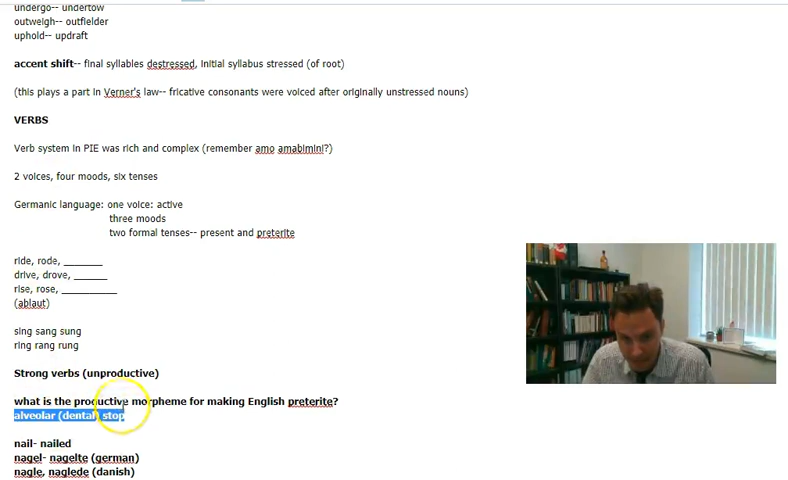 undergo-- undertow
outweigh-- outfielder
uphold-- updraft
accent shift-- final syllables destressed, initial syllabus stressed (of root)
(this plays a part in Verner's law-- fricative consonants were voiced after originally unstressed nouns)
VERBS
Verb system in PIE was rich and complex (remember amo amabimini?)
2 voices, four moods, six tenses
Germanic language: one voice: active
three moods
two formal tenses-- present and preterite
ride, rode, _______
drive, drove, ______
rise, rose, __________
(ablaut)
sing sang sung
ring rang rung
Strong verbs (unproductive)
what is the productive morpheme for making English preterite?
alveolar (dental) stop
nail- nailed
nagel- nagelte (german)
nagle, naglede (danish)